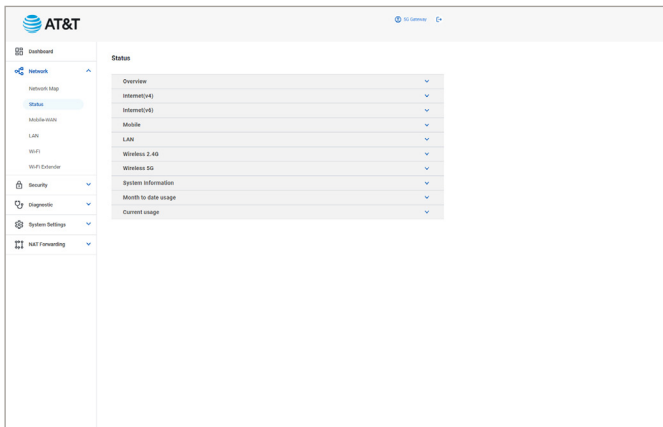 AT&T
5G Gateway
Dashboard
Network
Network Map
Status
Mobile-WAN
LAN
Wi-Fi
Wi-Fi Extender
Security
Diagnostic
System Settings
NAT Forwarding
Status
Overview
Internet(v4)
Internet(v6)
Mobile
LAN
Wireless 2.4G
Wireless 5G
System Information
Month to date usage
Current usage